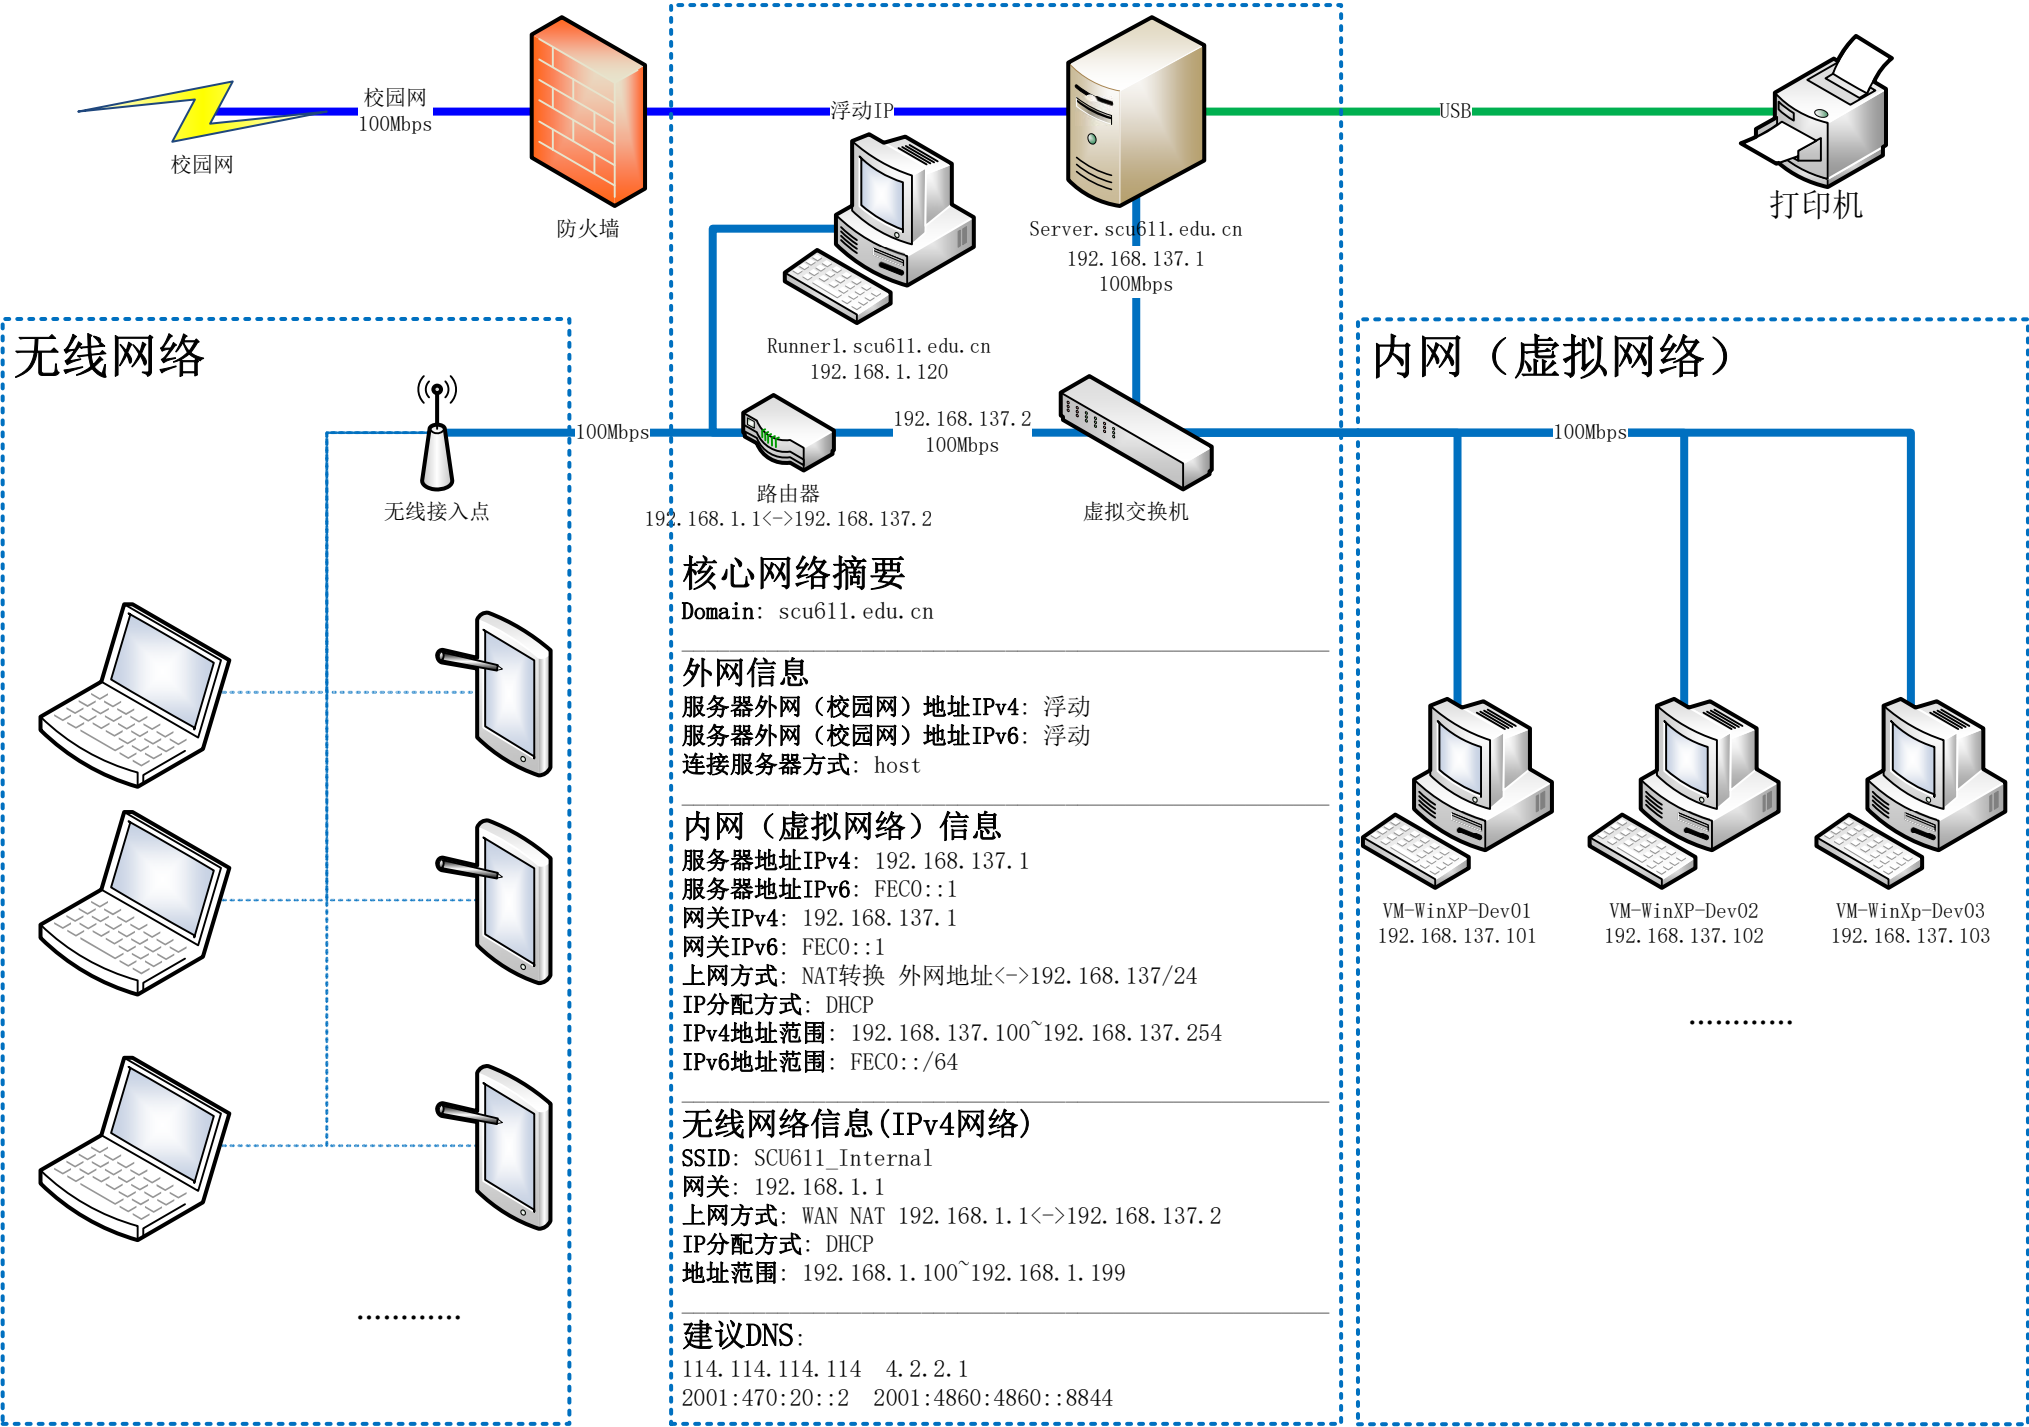 校园网
100Mbps
校园网
防火墙
浮动IP
USB
打印机
Server.scu611.edu.cn
192.168.137.1
100Mbps
Runner1.scu611.edu.cn
192.168.1.120
无线网络
无线接入点
100Mbps
192.168.137.2
100Mbps
路由器
192.168.1.1<->192.168.137.2
虚拟交换机
内网（虚拟网络）
100Mbps
VM-WinXP-Dev01
192.168.137.101
VM-WinXP-Dev02
192.168.137.102
VM-WinXp-Dev03
192.168.137.103
…………
…………
核心网络摘要
Domain: scu611.edu.cn
外网信息
服务器外网（校园网）地址IPv4: 浮动
服务器外网（校园网）地址IPv6: 浮动
连接服务器方式: host
内网（虚拟网络）信息
服务器地址IPv4: 192.168.137.1
服务器地址IPv6: FEC0::1
网关IPv4: 192.168.137.1
网关IPv6: FEC0::1
上网方式: NAT转换 外网地址<->192.168.137/24
IP分配方式: DHCP
IPv4地址范围: 192.168.137.100~192.168.137.254
IPv6地址范围: FEC0::/64
无线网络信息(IPv4网络)
SSID: SCU611_Internal
网关: 192.168.1.1
上网方式: WAN NAT 192.168.1.1<->192.168.137.2
IP分配方式: DHCP
地址范围: 192.168.1.100~192.168.1.199
建议DNS:
114.114.114.114  4.2.2.1
2001:470:20::2  2001:4860:4860::8844